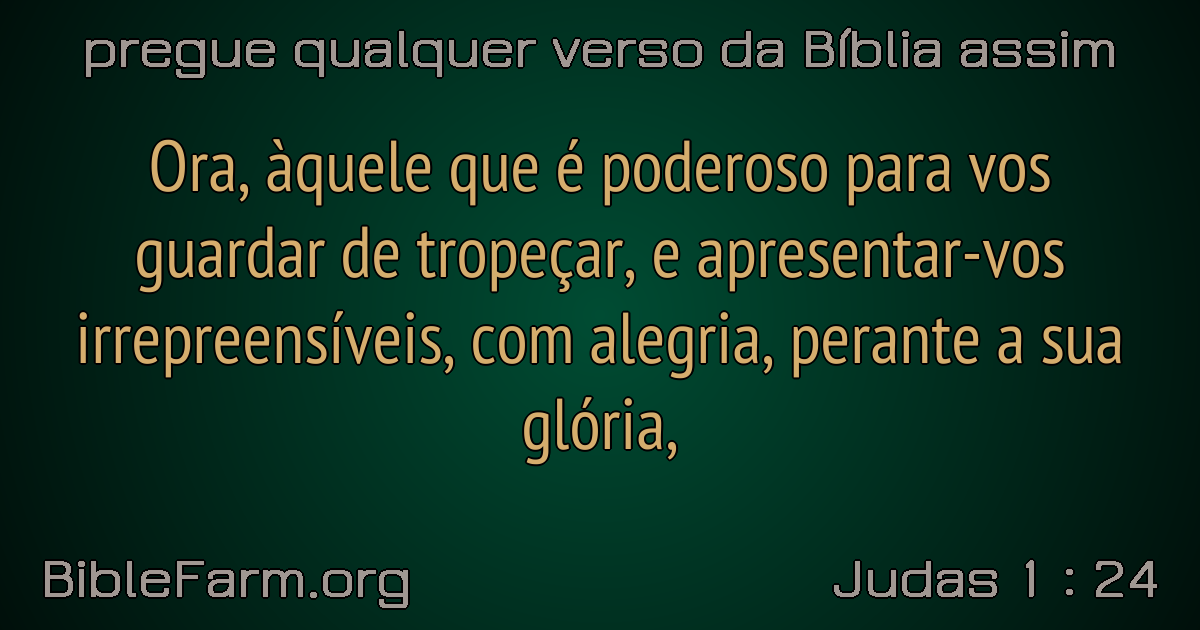 pregue qualquer verso da Bíblia assim
Ora, àquele que é poderoso para vos
guardar de tropeçar, e apresentar-vos
irrepreensíveis, com alegria, perante a sua
glória,
BibleFarm.org
Judas 1 : 24